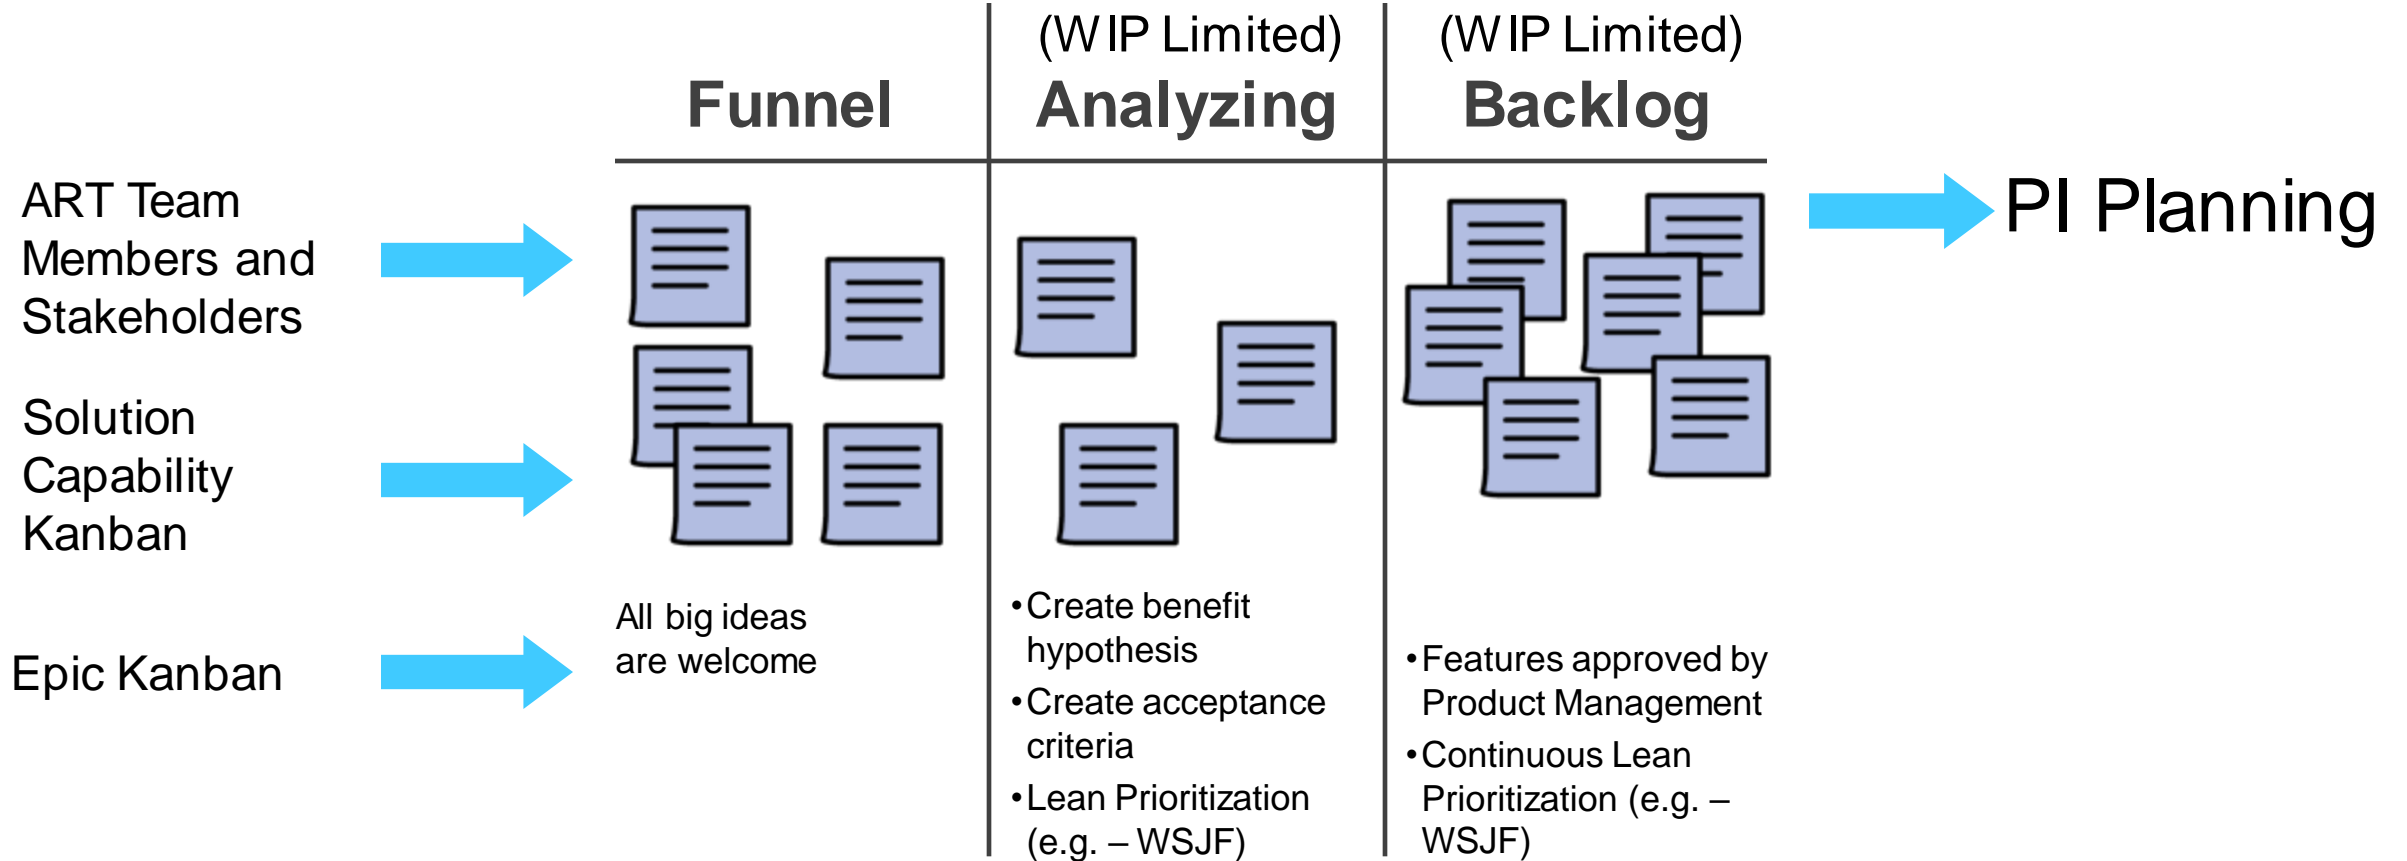 (WIP Limited)
(WIP Limited)
Funnel
Analyzing
Backlog
ART Team
Members and
Stakeholders
PI Planning
Solution
Capability
Kanban
Epic Kanban
All big ideas
are welcome
•Create benefit
hypothesis
•Create acceptance
criteria
•Lean Prioritization
(e.g. – WSJF)
•Features approved by
Product Management
•Continuous Lean
Prioritization (e.g. –
WSJF)